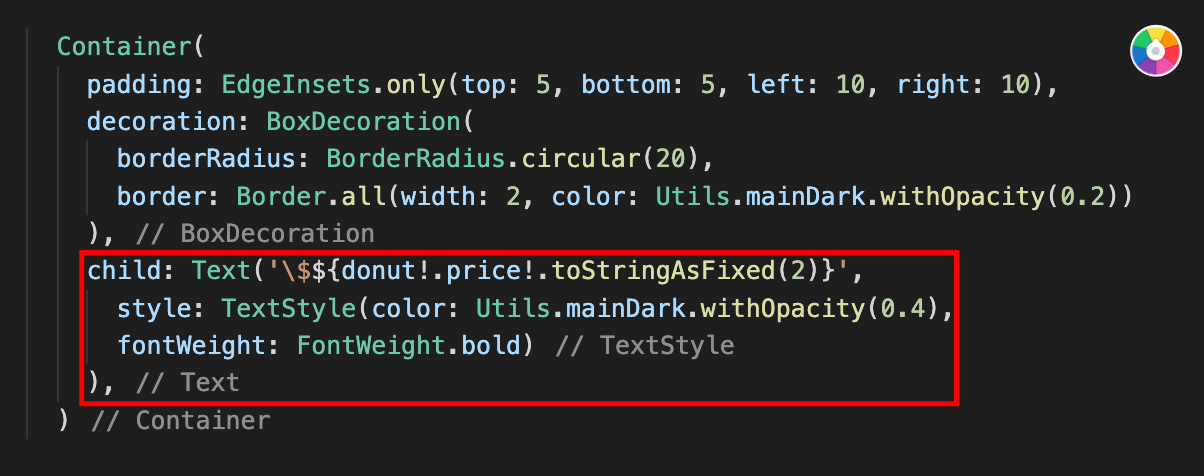 Container(
padding: EdgeInsets.only(top: 5, bottom: 5, left: 10, right: 10),
decoration: BoxDecoration(
borderRadius: BorderRadius.circular(20),
border: Border.all(width: 2, color: Utils.mainDark.withOpacity(0.2))
), // BoxDecoration
child: Text('\$${donut!.price!.toStringAsFixed(2)}',
style: TextStyle(color: Utils.mainDark.withOpacity(0.4),
fontWeight: FontWeight.bold) // TextStyle
), // Text
) // Container